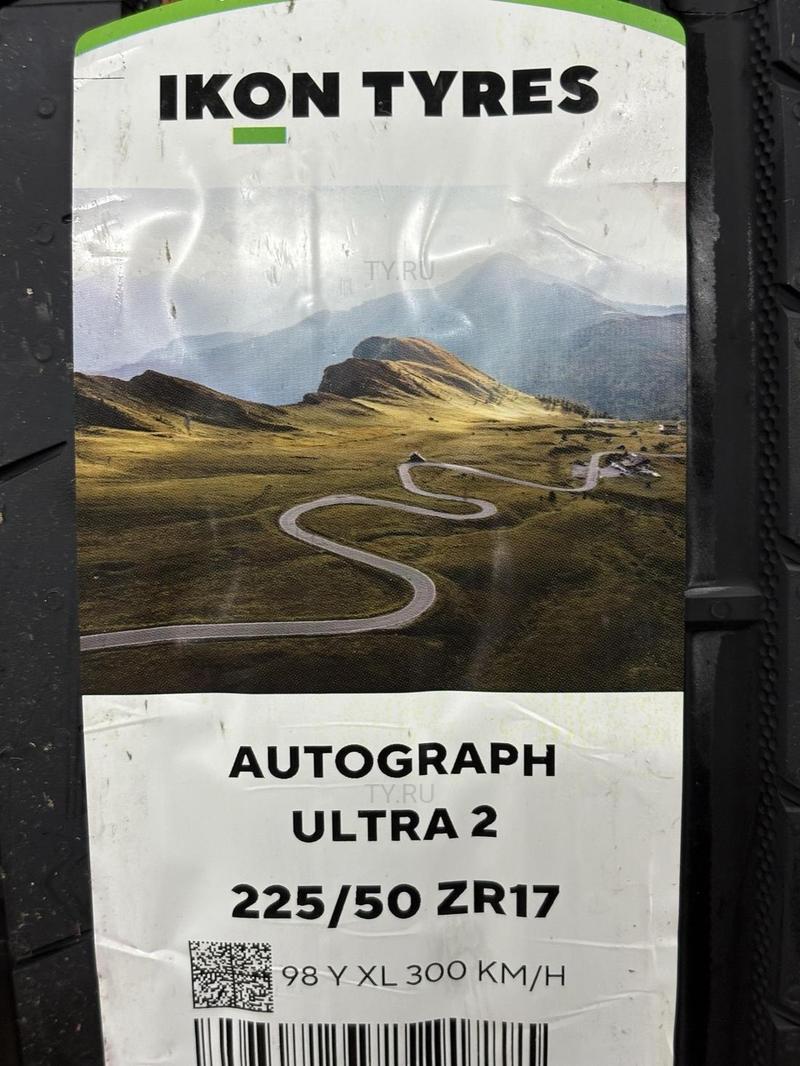 IKON TYRES
TY.RU
AUTOGRAPH
TY.RU
ULTRA 2
225/50 ZR17
98 Y XL 300 KM/H